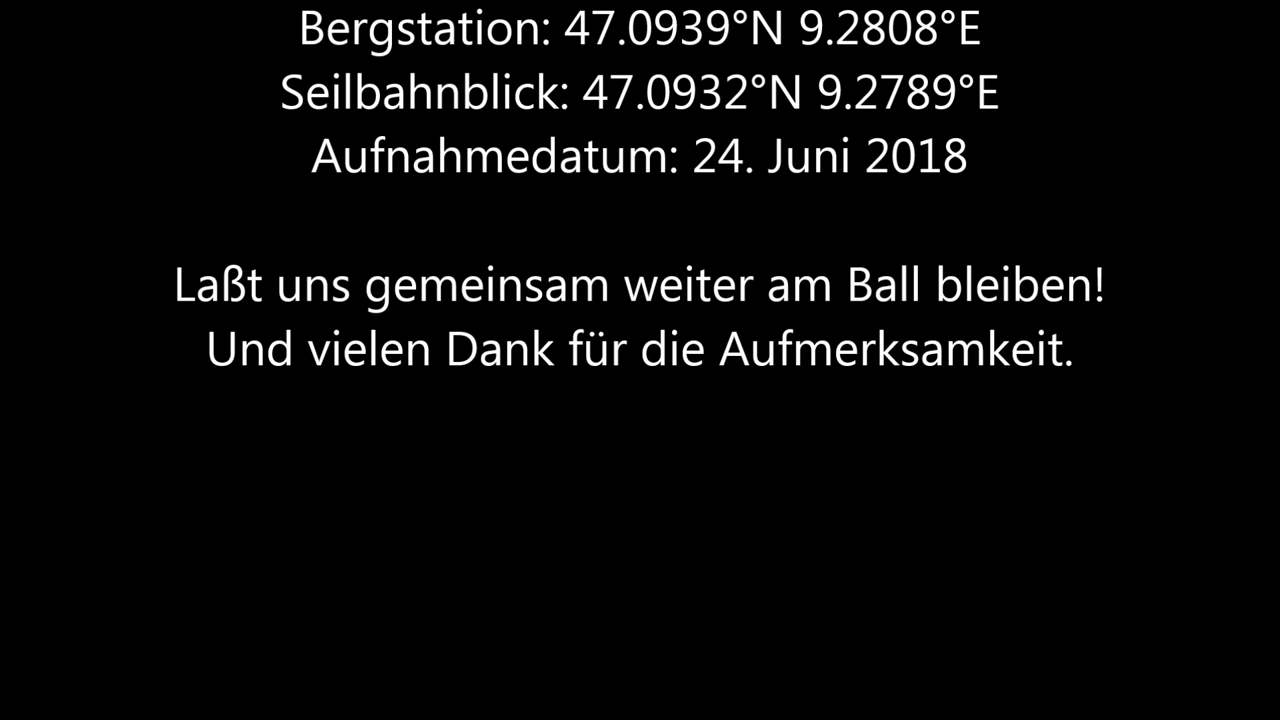 Bergstation: 47.0939°N 9.2808°E
Seilbahnblick: 47.0932°N 9.2789°E
Aufnahmedatum: 24. Juni 2018
Laßt uns gemeinsam weiter am Ball bleiben!
Und vielen Dank für die Aufmerksamkeit.